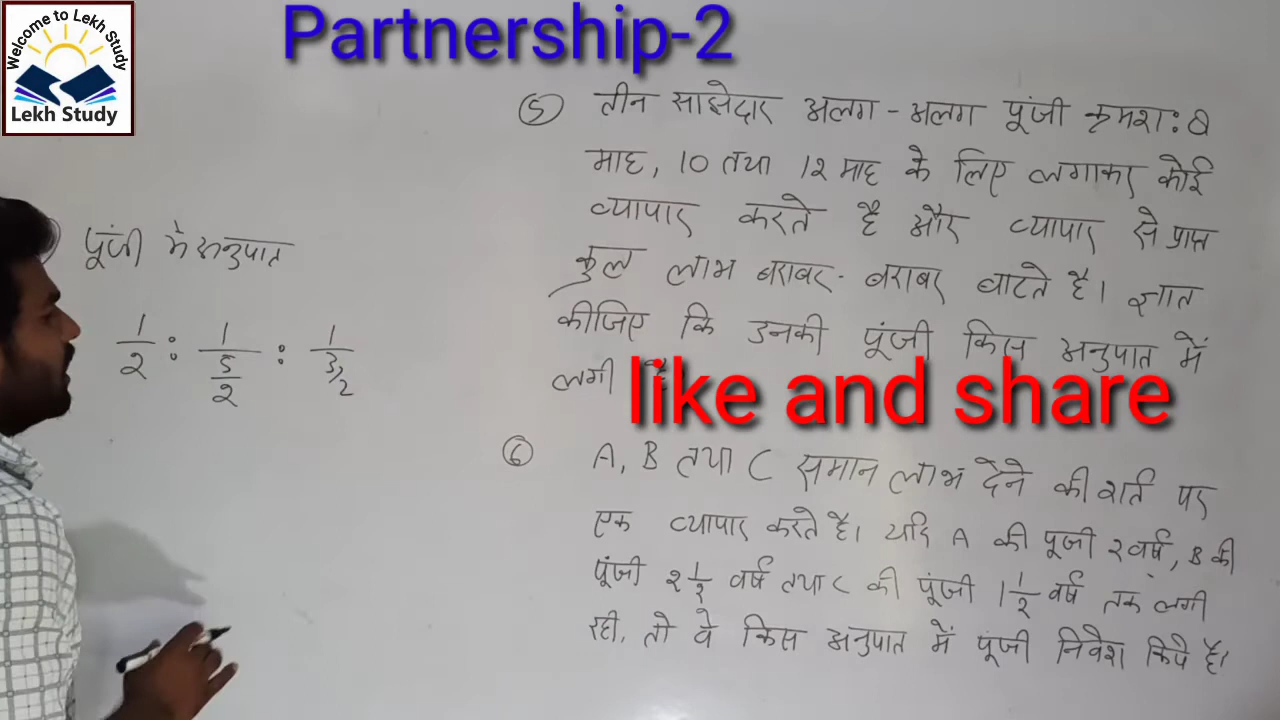 Welcome to Lekh Study
Lekh Study
Partnership-2
पूंजी में अनुपात
1/2 : 1/(5/2) : 1/(3/2)
⑤ तीन साझेदार अलग-अलग पूंजी क्रमश: 8
माह, 10 तथा 12 माह के लिए लगाकर कोई
व्यापार करते है और व्यापार से प्राप्त
कुल लाभ बराबर-बराबर बाटते है। ज्ञात
कीजिए कि उनकी पूंजी किस अनुपात में
लगी
like and share
⑥ A, B तथा C समान लाभ देने की शर्त पर
एक व्यापार करते है। यदि A की पूंजी 2 वर्ष, B की
पूंजी 2 1/2 वर्ष तथा C की पूंजी 1 1/2 वर्ष तक लगी
रही, तो वे किस अनुपात में पूंजी निवेश किये है।